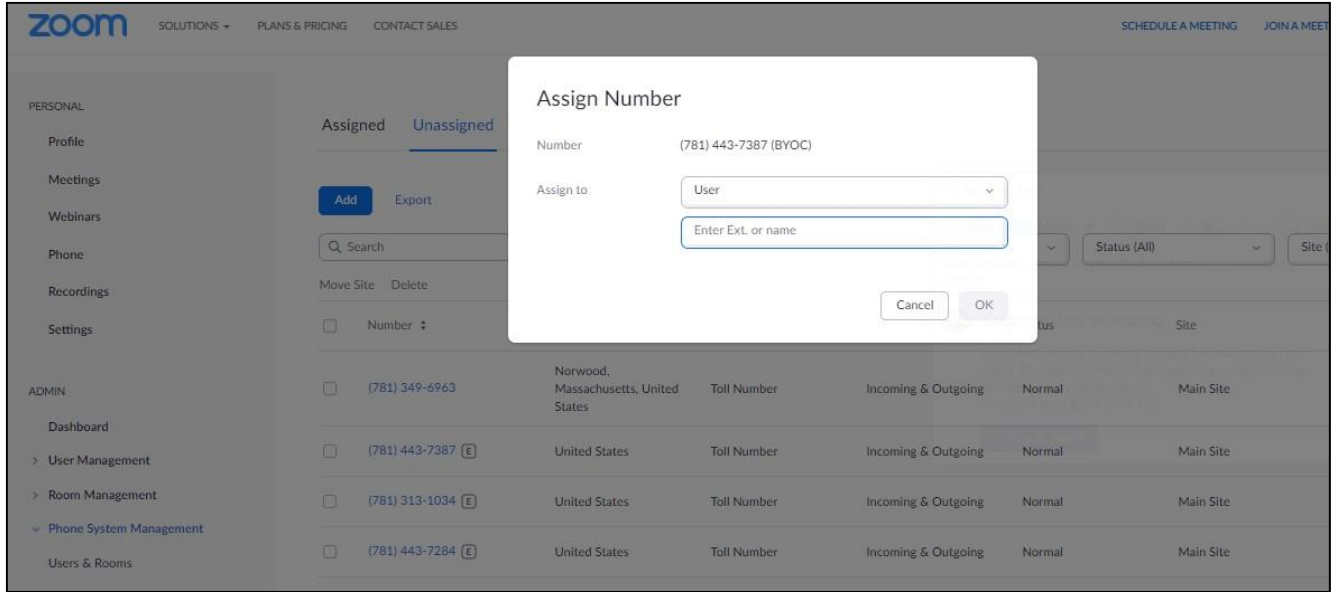 zoom SOLUTIONS PLANS & PRICING CONTACT SALES SCHEDULE A MEETING JOIN A MEET
PERSONAL
Profile
Meetings
Webinars
Phone
Recordings
Settings
ADMIN
Dashboard
User Management
Room Management
Phone System Management
Users & Rooms
Assigned Unassigned
Add Export
Search
Status (All) Site (
Move Site Delete
Assign Number
Number (781) 443-7387 (BYOC)
Assign to User
Enter Ext. or name
Cancel OK
Number tus Site
(781) 349-6963 Norwood, Massachusetts, United States Toll Number Incoming & Outgoing Normal Main Site
(781) 443-7387 E United States Toll Number Incoming & Outgoing Normal Main Site
(781) 313-1034 E United States Toll Number Incoming & Outgoing Normal Main Site
(781) 443-7284 E United States Toll Number Incoming & Outgoing Normal Main Site